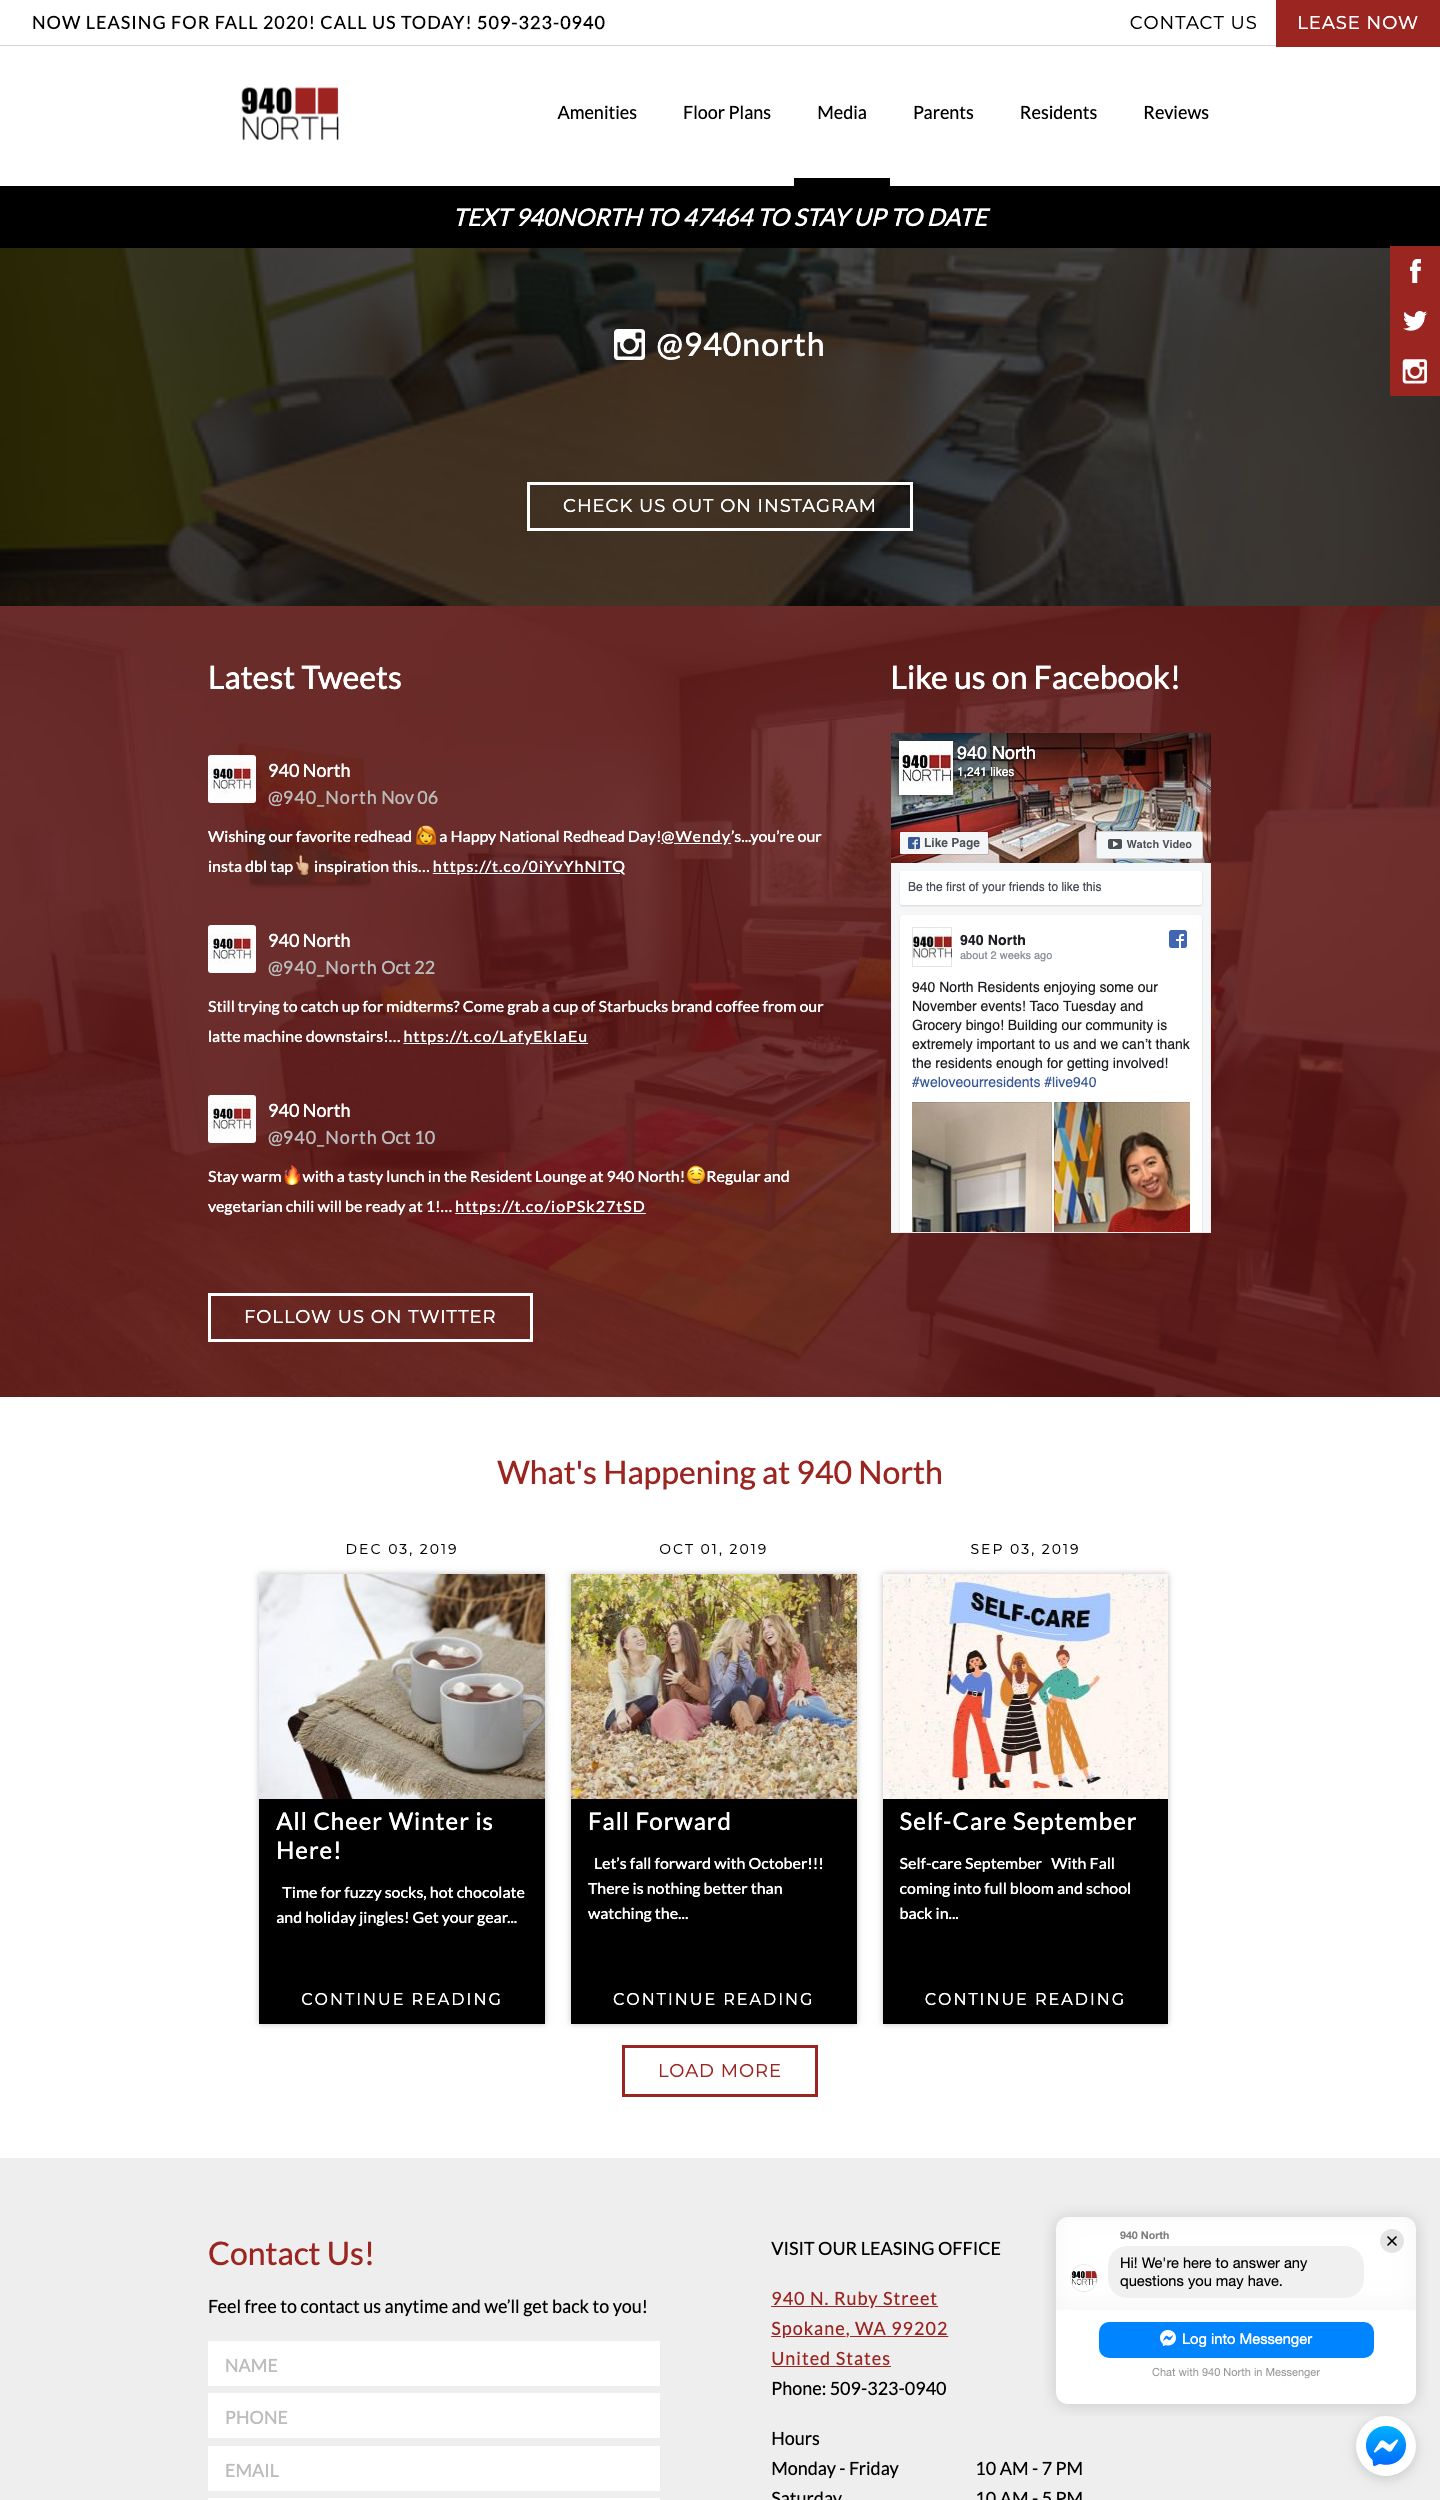 NOW LEASING FOR FALL 2020! CALL US TODAY! 509-323-0940
CONTACT US
LEASE NOW
940
NORTH
Amenities
Floor Plans
Media
Parents
Residents
Reviews
TEXT 940NORTH TO 47464 TO STAY UP TO DATE
@940north
CHECK US OUT ON INSTAGRAM
Latest Tweets
940
NORTH
940 North
@940_North Nov 06
Wishing our favorite redhead 👩‍🦰 a Happy National Redhead Day!@Wendy’s...you’re our
insta dbl tap👆🏼inspiration this… https://t.co/0iYvYhNlTQ
940
NORTH
940 North
@940_North Oct 22
Still trying to catch up for midterms? Come grab a cup of Starbucks brand coffee from our
latte machine downstairs!… https://t.co/LafyEkIaEu
940
NORTH
940 North
@940_North Oct 10
Stay warm🔥with a tasty lunch in the Resident Lounge at 940 North!😋Regular and
vegetarian chili will be ready at 1!… https://t.co/ioPSk27tSD
FOLLOW US ON TWITTER
Like us on Facebook!
940
NORTH
940 North
1,241 likes
Like Page
Watch Video
Be the first of your friends to like this
940
NORTH
940 North
about 2 weeks ago
940 North Residents enjoying some our
November events! Taco Tuesday and
Grocery bingo! Building our community is
extremely important to us and we can’t thank
the residents enough for getting involved!
#weloveourresidents #live940
What's Happening at 940 North
DEC 03, 2019
All Cheer Winter is
Here!
Time for fuzzy socks, hot chocolate
and holiday jingles! Get your gear...
CONTINUE READING
OCT 01, 2019
Fall Forward
Let’s fall forward with October!!!
There is nothing better than
watching the...
CONTINUE READING
SEP 03, 2019
SELF-CARE
Self-Care September
Self-care September With Fall
coming into full bloom and school
back in...
CONTINUE READING
LOAD MORE
Contact Us!
Feel free to contact us anytime and we’ll get back to you!
NAME
PHONE
EMAIL
VISIT OUR LEASING OFFICE
940 N. Ruby Street
Spokane, WA 99202
United States
Phone: 509-323-0940
Hours
Monday - Friday 10 AM - 7 PM
Saturday 10 AM - 5 PM
940 North
940
NORTH
Hi! We're here to answer any
questions you may have.
Log into Messenger
Chat with 940 North in Messenger